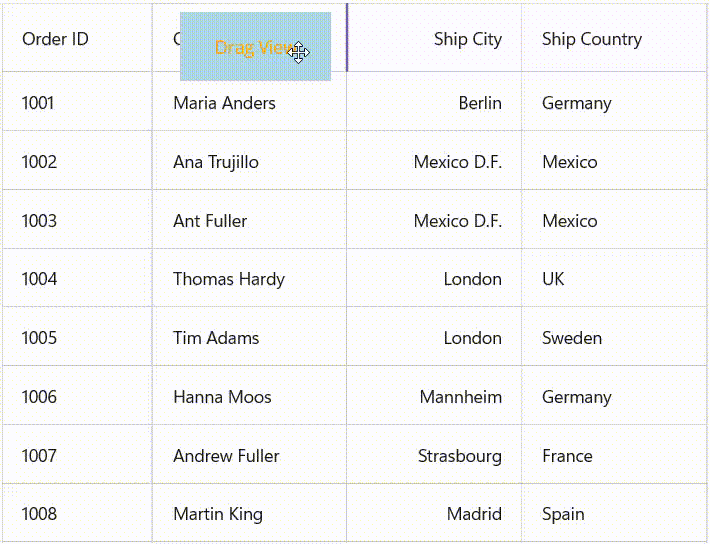 Order ID C Drag View Ship City Ship Country
1001 Maria Anders Berlin Germany
1002 Ana Trujillo Mexico D.F. Mexico
1003 Ant Fuller Mexico D.F. Mexico
1004 Thomas Hardy London UK
1005 Tim Adams London Sweden
1006 Hanna Moos Mannheim Germany
1007 Andrew Fuller Strasbourg France
1008 Martin King Madrid Spain